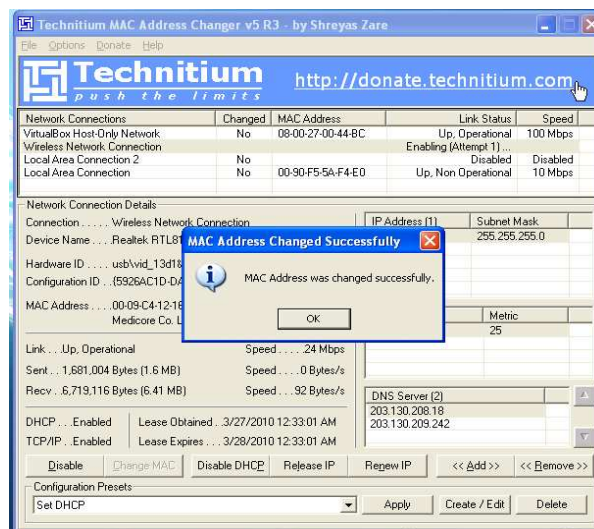 Technitium MAC Address Changer v5 R3 - by Shreyas Zare
File Options Donate Help
Technitium
push the limits
http://donate.technitium.com
Network Connections Changed MAC Address Link Status Speed
VirtualBox Host-Only Network No 08-00-27-00-44-BC Up, Operational 100 Mbps
Wireless Network Connection Enabling (Attempt 1) ...
Local Area Connection 2 No Disabled Disabled
Local Area Connection No 00-90-F5-5A-F4-E0 Up, Non Operational 10 Mbps
Network Connection Details
Connection . . . . . Wireless Network Connection
Device Name . . . Realtek
Hardware ID . . . .
Configuration ID . .
MAC Address . . . .
Medicore Co. L
IP Address (1) Subnet Mask
255.255.255.0
MAC Address Changed Successfully
MAC Address was changed successfully.
OK
Metric
25
Link . . . Up, Operational Speed . . . . . 24 Mbps
Sent . . 1,681,004 Bytes (1.6 MB) Speed . . . . 0 Bytes/s
Recv . . 6,719,116 Bytes (6.41 MB) Speed . . . 92 Bytes/s
DNS Server (2)
203.130.208.18
203.130.209.242
DHCP . . . Enabled Lease Obtained . . 3/27/2010 12:33:01 AM
TCP/IP . . Enabled Lease Expires . . . 3/28/2010 12:33:01 AM
Disable Change MAC Disable DHCP Release IP Renew IP << Add >> << Remove >>
Configuration Presets
Set DHCP Apply Create / Edit Delete